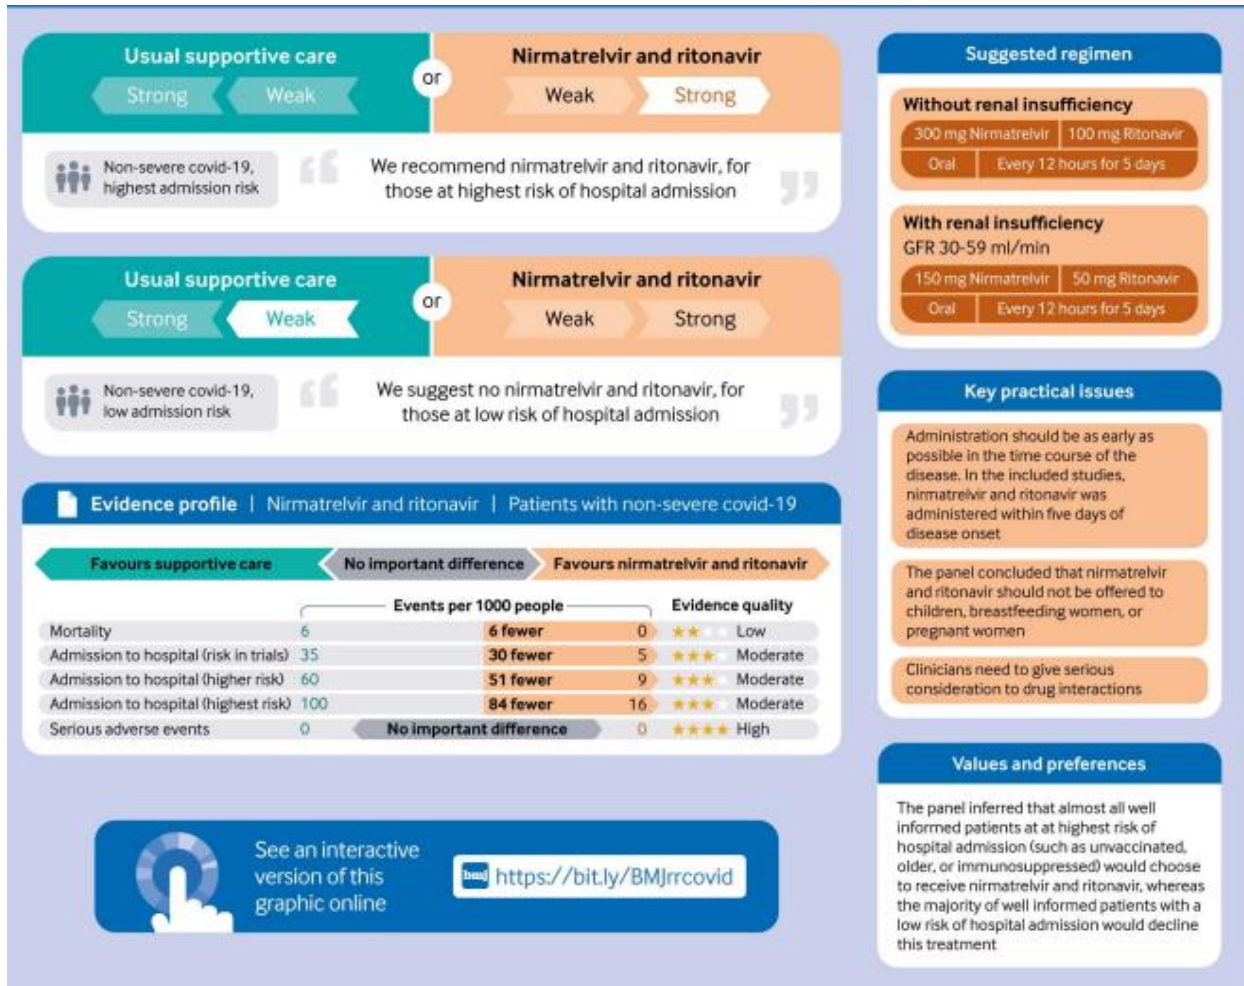 Usual supportive care
Strong
Weak
or
Nirmatrelvir and ritonavir
Weak
Strong
Non-severe covid-19,
highest admission risk
“
We recommend nirmatrelvir and ritonavir, for
those at highest risk of hospital admission
”
Usual supportive care
Strong
Weak
or
Nirmatrelvir and ritonavir
Weak
Strong
Non-severe covid-19,
low admission risk
“
We suggest no nirmatrelvir and ritonavir, for
those at low risk of hospital admission
”
Evidence profile | Nirmatrelvir and ritonavir | Patients with non-severe covid-19
Favours supportive care No important difference Favours nirmatrelvir and ritonavir
Events per 1000 people Evidence quality
Mortality 6 6 fewer 0 ★★ Low
Admission to hospital (risk in trials) 35 30 fewer 5 ★★★ Moderate
Admission to hospital (higher risk) 60 51 fewer 9 ★★★ Moderate
Admission to hospital (highest risk) 100 84 fewer 16 ★★★ Moderate
Serious adverse events 0 No important difference 0 ★★★★ High
See an interactive
version of this
graphic online
bmj https://bit.ly/BMJrrcovid
Suggested regimen
Without renal insufficiency
300 mg Nirmatrelvir 100 mg Ritonavir
Oral Every 12 hours for 5 days
With renal insufficiency
GFR 30-59 ml/min
150 mg Nirmatrelvir 50 mg Ritonavir
Oral Every 12 hours for 5 days
Key practical issues
Administration should be as early as
possible in the time course of the
disease. In the included studies,
nirmatrelvir and ritonavir was
administered within five days of
disease onset
The panel concluded that nirmatrelvir
and ritonavir should not be offered to
children, breastfeeding women, or
pregnant women
Clinicians need to give serious
consideration to drug interactions
Values and preferences
The panel inferred that almost all well
informed patients at at highest risk of
hospital admission (such as unvaccinated,
older, or immunosuppressed) would choose
to receive nirmatrelvir and ritonavir, whereas
the majority of well informed patients with a
low risk of hospital admission would decline
this treatment